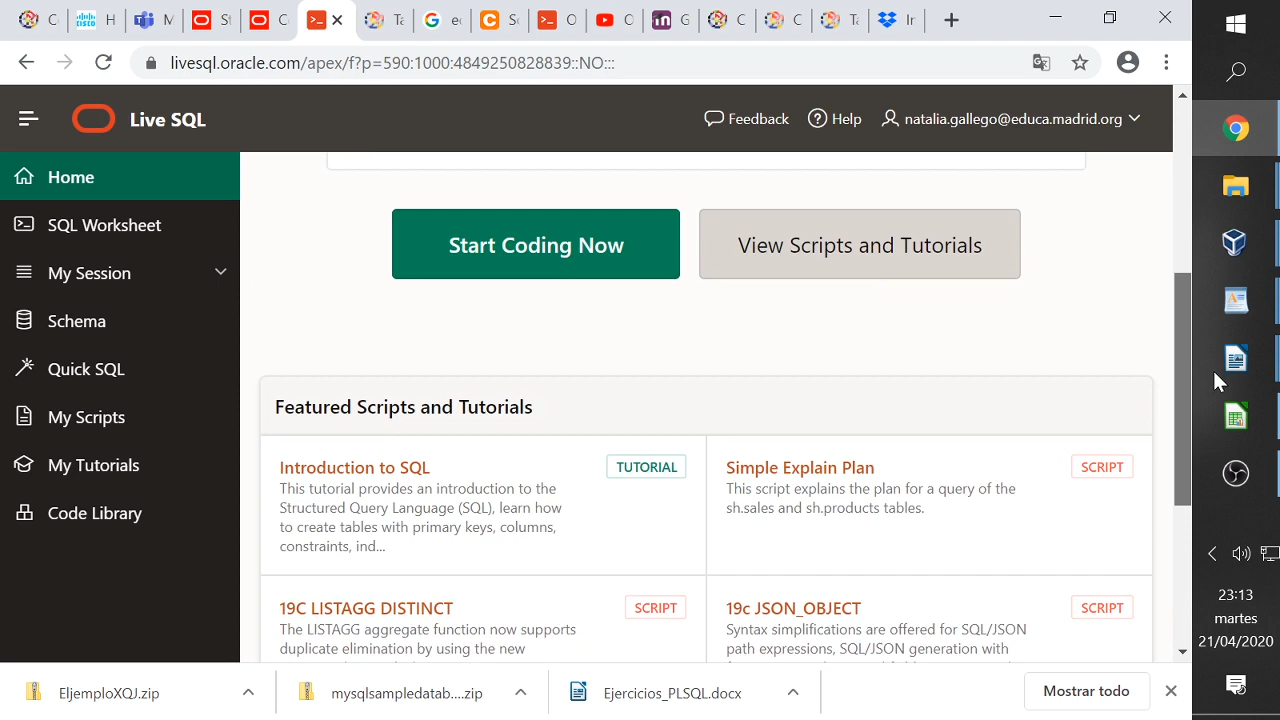 C
H
M
S
C
T
ec
S
O
O
G
C
C
Ta
Ir
livesql.oracle.com/apex/f?p=590:1000:4849250828839::NO:::
Live SQL
Feedback
Help
natalia.gallego@educa.madrid.org
Home
SQL Worksheet
My Session
Schema
Quick SQL
My Scripts
My Tutorials
Code Library
Start Coding Now
View Scripts and Tutorials
Featured Scripts and Tutorials
Introduction to SQL
TUTORIAL
This tutorial provides an introduction to the
Structured Query Language (SQL), learn how
to create tables with primary keys, columns,
constraints, ind...
Simple Explain Plan
SCRIPT
This script explains the plan for a query of the
sh.sales and sh.products tables.
19C LISTAGG DISTINCT
SCRIPT
The LISTAGG aggregate function now supports
duplicate elimination by using the new
19c JSON_OBJECT
SCRIPT
Syntax simplifications are offered for SQL/JSON
path expressions, SQL/JSON generation with
EljemploXQJ.zip
mysqlsampledatab....zip
Ejercicios_PLSQL.docx
Mostrar todo
23:13
martes
21/04/2020